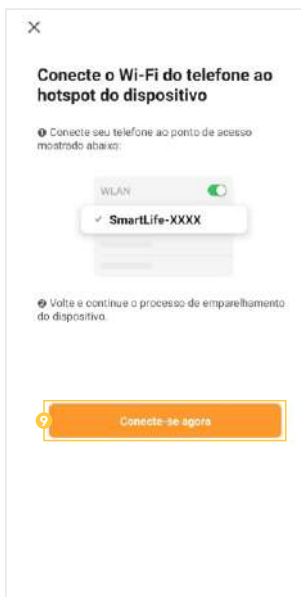 Conecte o Wi-Fi do telefone ao
hotspot do dispositivo
❶ Conecte seu telefone ao ponto de acesso
mostrado abaixo:
WLAN
✓ SmartLife-XXXX
❷ Volte e continue o processo de emparelhamento
do dispositivo.
9 Conecte-se agora